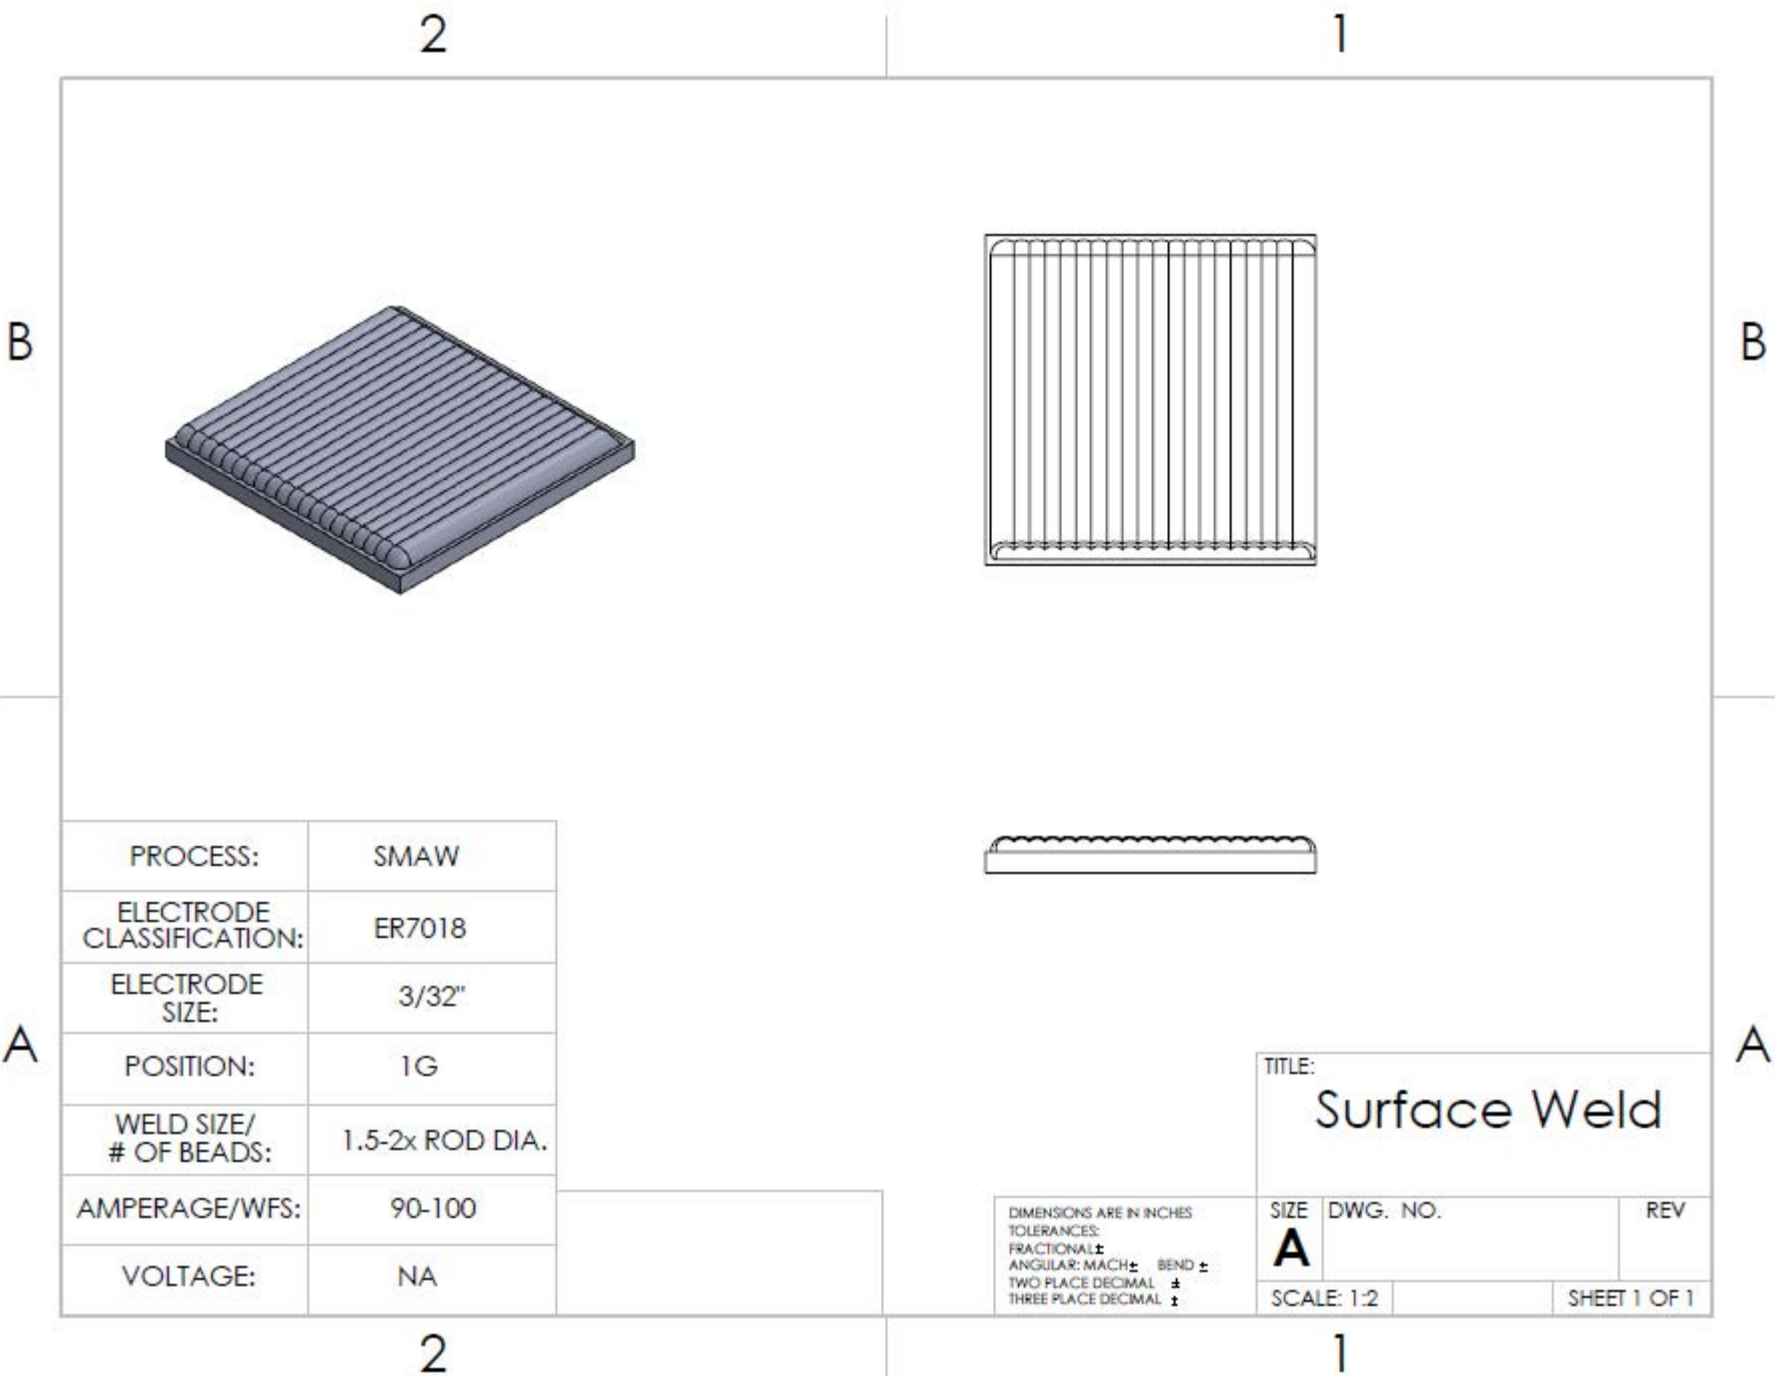 2
1
B
B
PROCESS:
SMAW
ELECTRODE
CLASSIFICATION:
ER7018
ELECTRODE
SIZE:
3/32"
A
A
POSITION:
1G
WELD SIZE/
# OF BEADS:
1.5-2x ROD DIA.
AMPERAGE/WFS:
90-100
VOLTAGE:
NA
TITLE:
Surface Weld
DIMENSIONS ARE IN INCHES
TOLERANCES:
FRACTIONAL±
ANGULAR: MACH± BEND ±
TWO PLACE DECIMAL ±
THREE PLACE DECIMAL ±
SIZE
A
DWG. NO.
REV
SCALE: 1:2
SHEET 1 OF 1
2
1